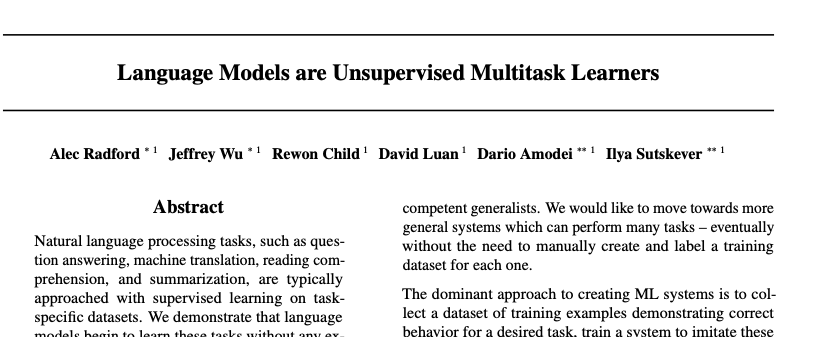 Language Models are Unsupervised Multitask Learners
Alec Radford * 1 Jeffrey Wu * 1 Rewon Child 1 David Luan 1 Dario Amodei ** 1 Ilya Sutskever ** 1
Abstract
Natural language processing tasks, such as ques-
tion answering, machine translation, reading com-
prehension, and summarization, are typically
approached with supervised learning on task-
specific datasets. We demonstrate that language
models begin to learn these tasks without any ex-
competent generalists. We would like to move towards more
general systems which can perform many tasks – eventually
without the need to manually create and label a training
dataset for each one.
The dominant approach to creating ML systems is to col-
lect a dataset of training examples demonstrating correct
behavior for a desired task, train a system to imitate these